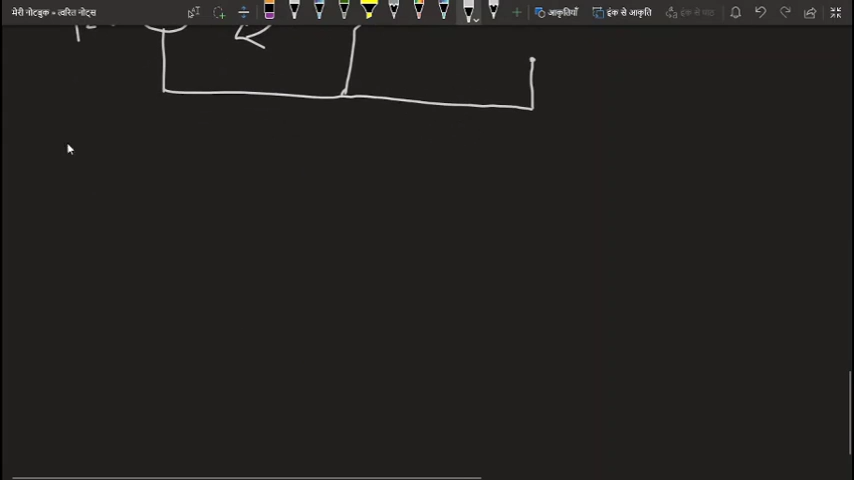 मेरी नोटबुक » त्वरित नोट्स
आकृतियाँ
इंक से आकृति
इंक से पाठ